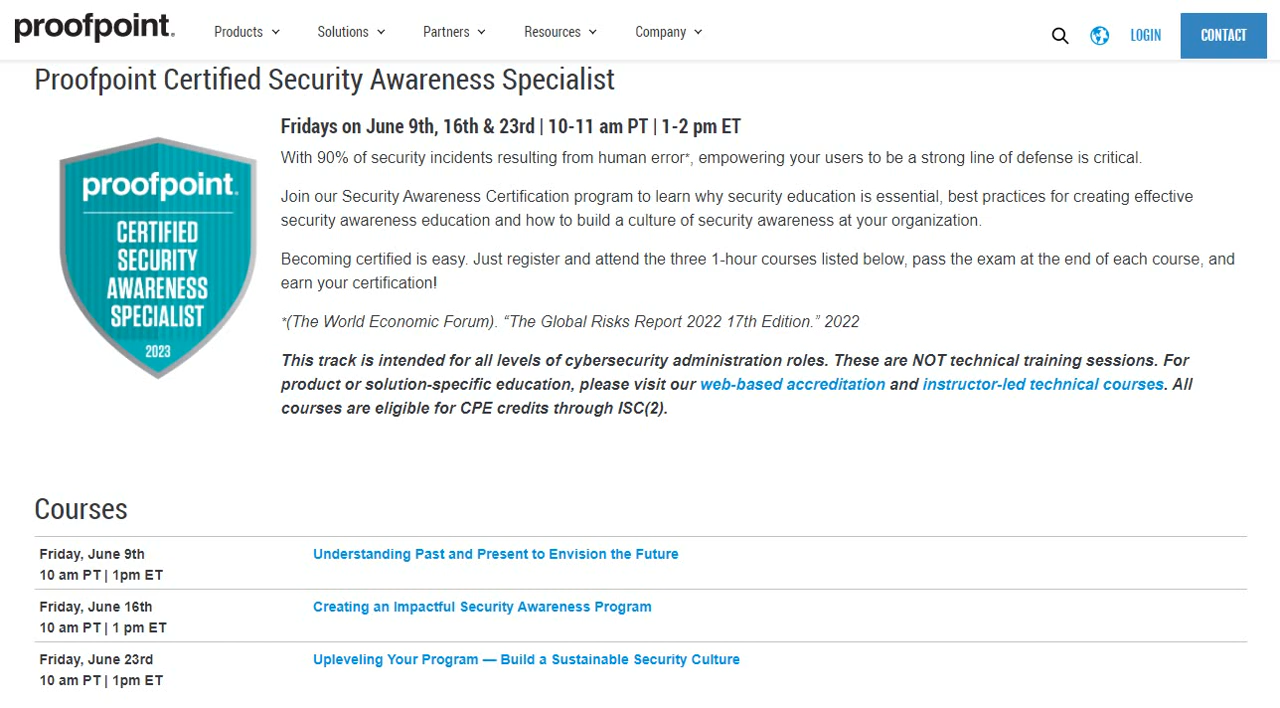 proofpoint.
Products
Solutions
Partners
Resources
Company
LOGIN
CONTACT
Proofpoint Certified Security Awareness Specialist
proofpoint.
CERTIFIED
SECURITY
AWARENESS
SPECIALIST
2023
Fridays on June 9th, 16th & 23rd | 10-11 am PT | 1-2 pm ET
With 90% of security incidents resulting from human error*, empowering your users to be a strong line of defense is critical.
Join our Security Awareness Certification program to learn why security education is essential, best practices for creating effective
security awareness education and how to build a culture of security awareness at your organization.
Becoming certified is easy. Just register and attend the three 1-hour courses listed below, pass the exam at the end of each course, and
earn your certification!
*(The World Economic Forum). “The Global Risks Report 2022 17th Edition.” 2022
This track is intended for all levels of cybersecurity administration roles. These are NOT technical training sessions. For
product or solution-specific education, please visit our web-based accreditation and instructor-led technical courses. All
courses are eligible for CPE credits through ISC(2).
Courses
Friday, June 9th
10 am PT | 1pm ET
Understanding Past and Present to Envision the Future
Friday, June 16th
10 am PT | 1 pm ET
Creating an Impactful Security Awareness Program
Friday, June 23rd
10 am PT | 1pm ET
Upleveling Your Program — Build a Sustainable Security Culture